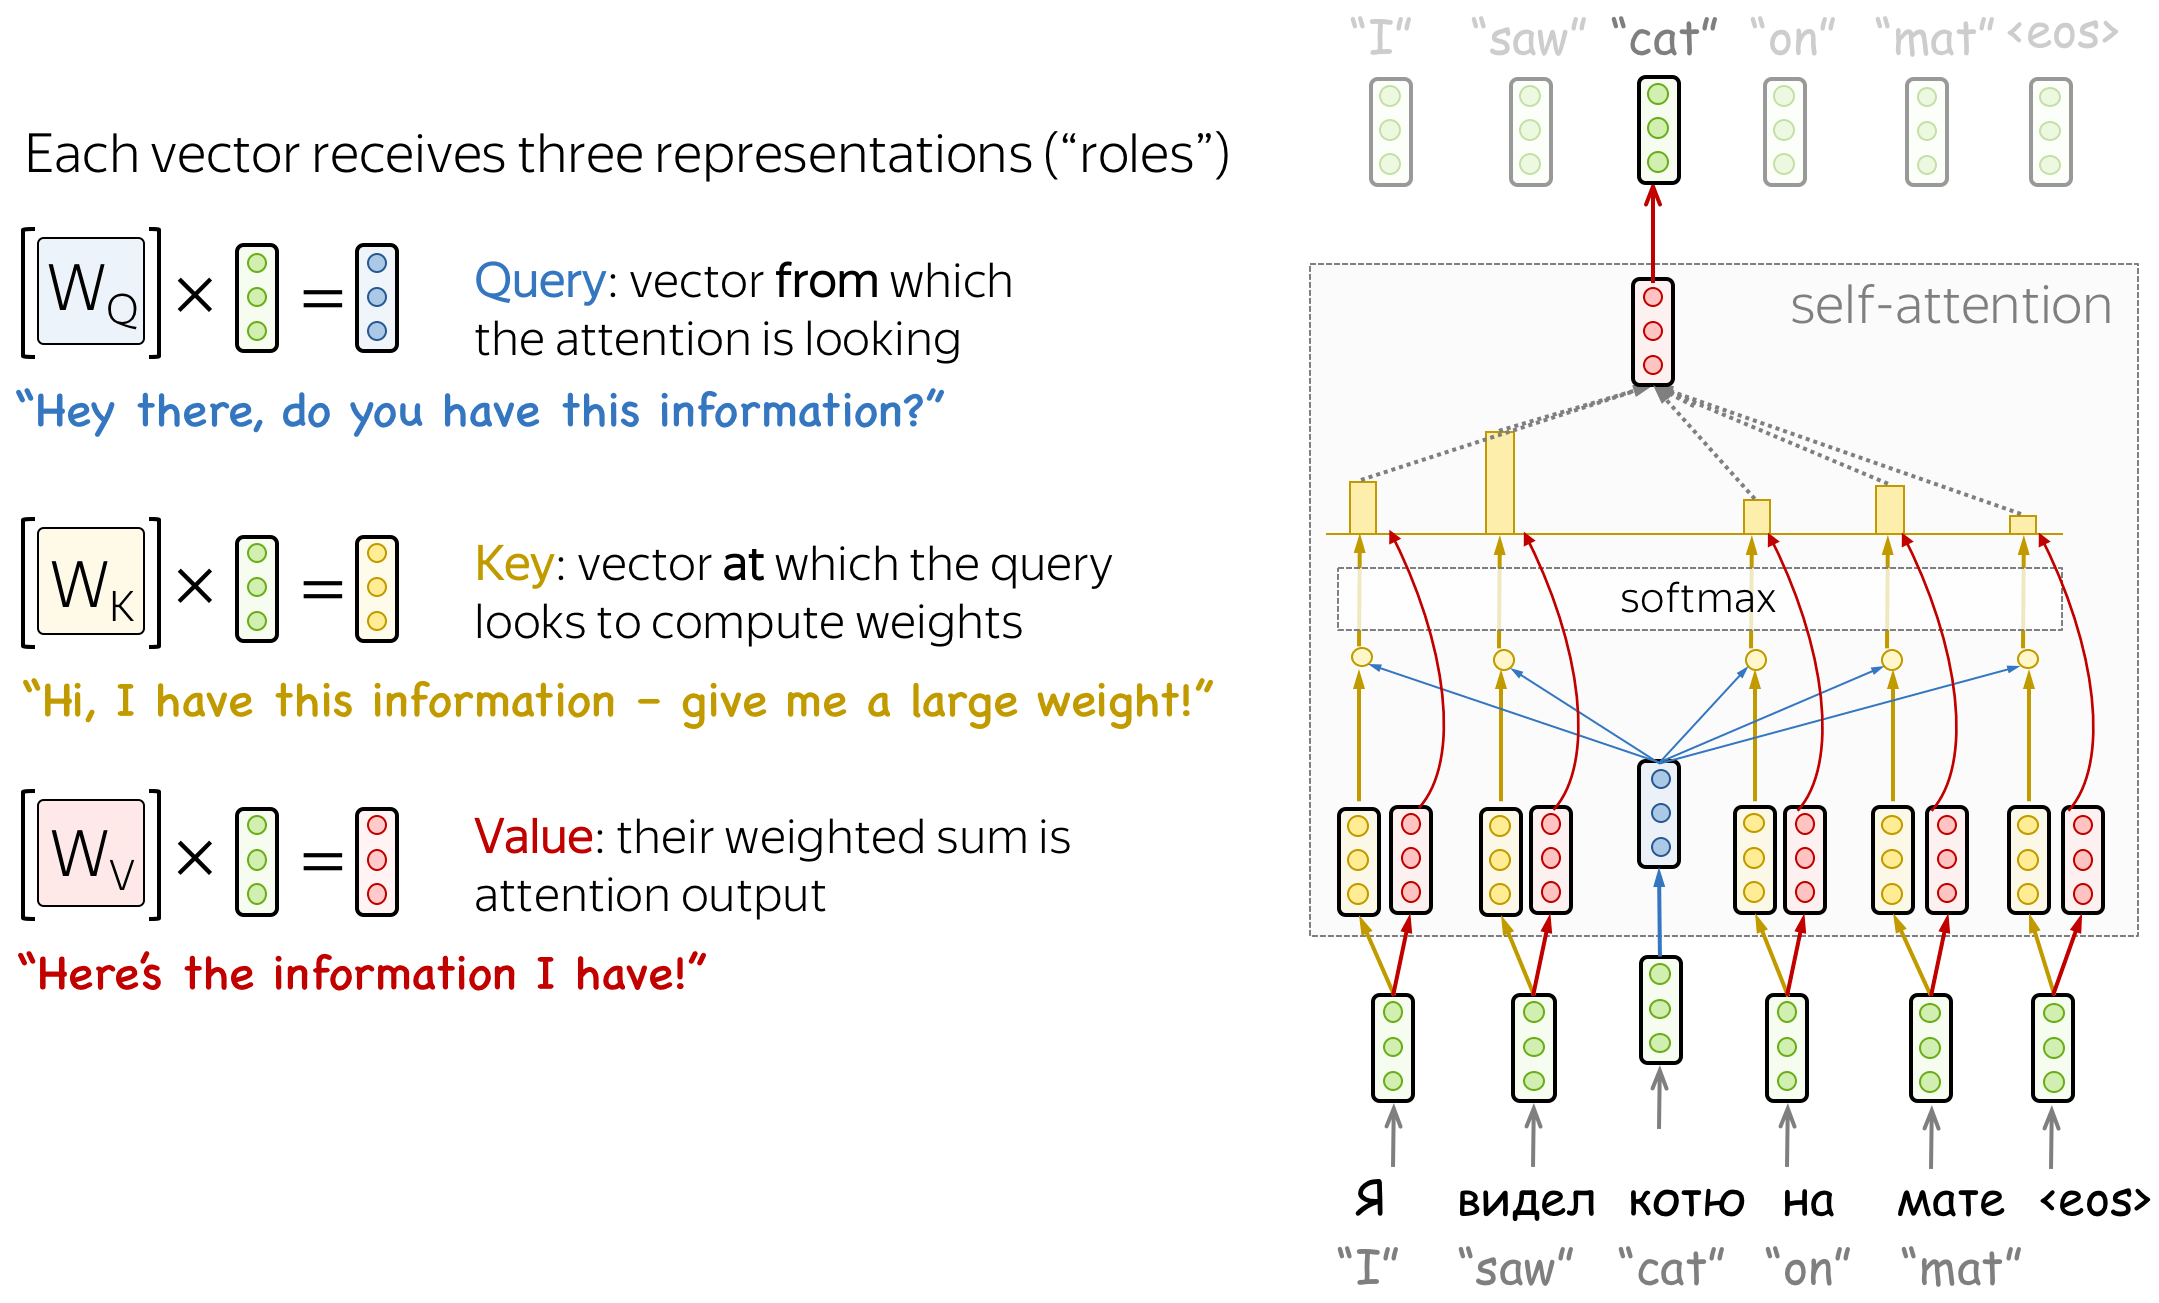 Each vector receives three representations (“roles”)
W_Q × = Query: vector from which
the attention is looking
“Hey there, do you have this information?”
W_K × = Key: vector at which the query
looks to compute weights
“Hi, I have this information – give me a large weight!”
W_V × = Value: their weighted sum is
attention output
“Here’s the information I have!”
“I” “saw” “cat” “on” “mat” <eos>
self-attention
softmax
Я видел котю на мате <eos>
“I” “saw” “cat” “on” “mat”